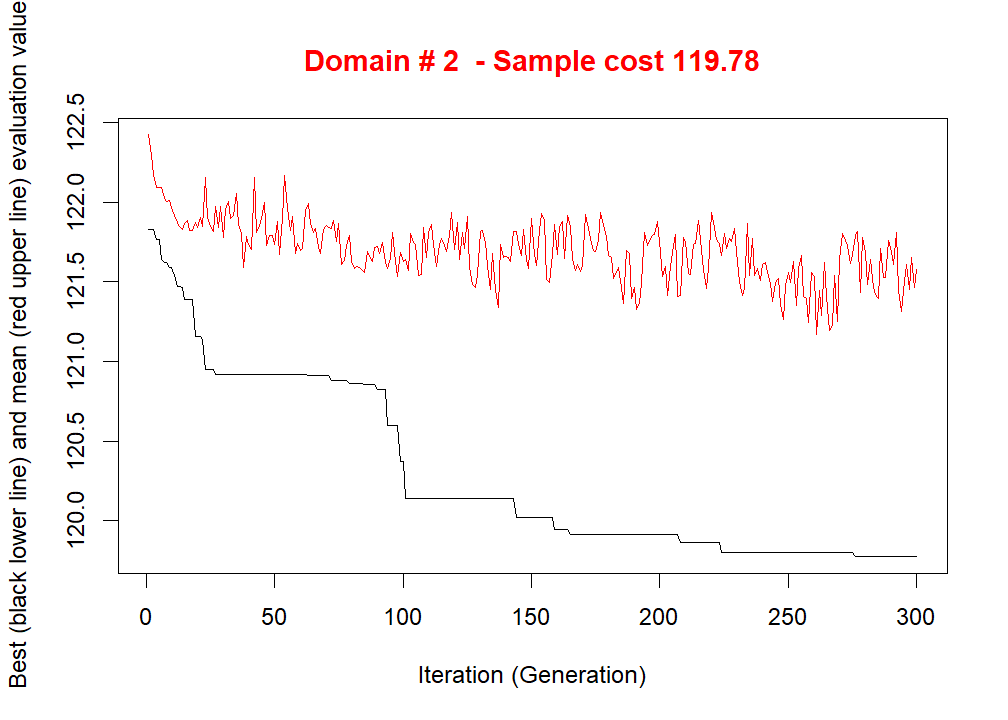 Domain # 2  - Sample cost 119.78
Best (black lower line) and mean (red upper line) evaluation value
122.5
122.0
121.5
121.0
120.5
120.0
0 50 100 150 200 250 300
Iteration (Generation)